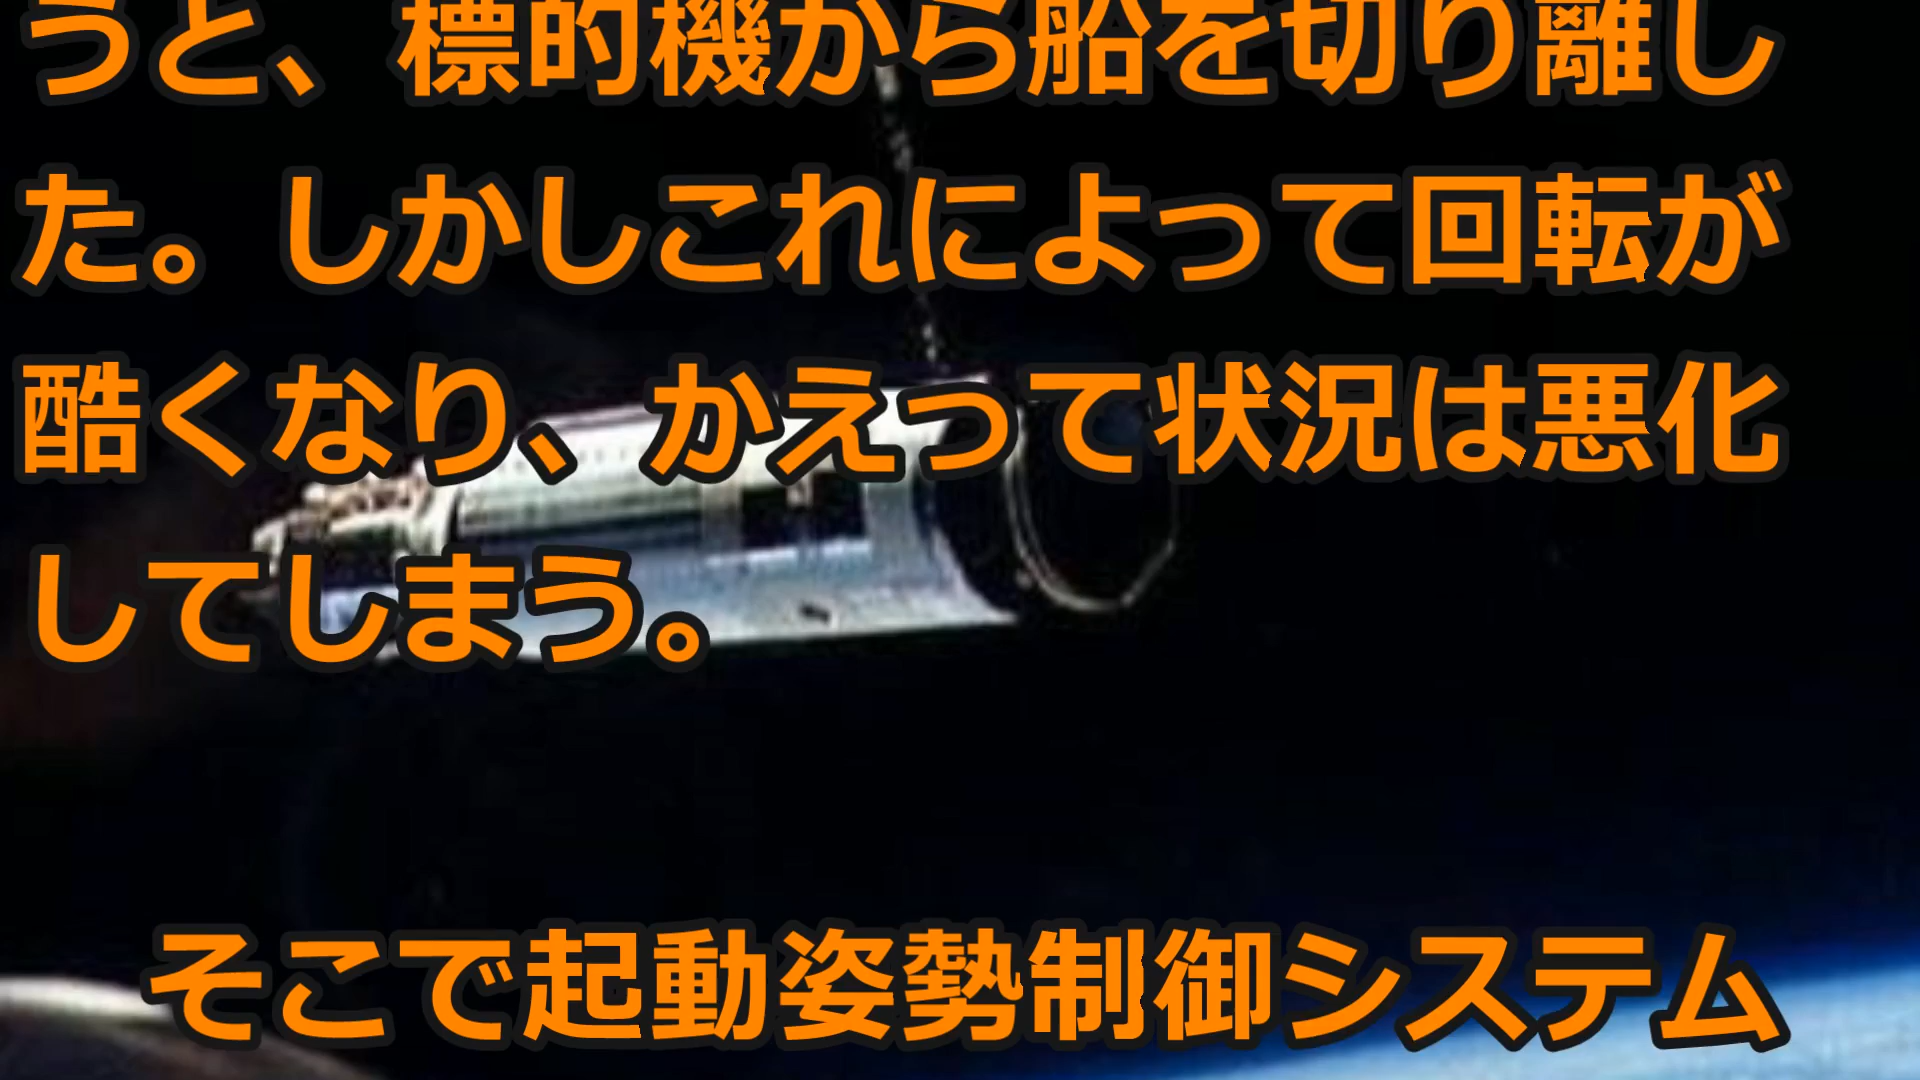 うと、標的機から船を切り離し
た。しかしこれによって回転が
酷くなり、かえって状況は悪化
してしまう。
そこで起動姿勢制御システム